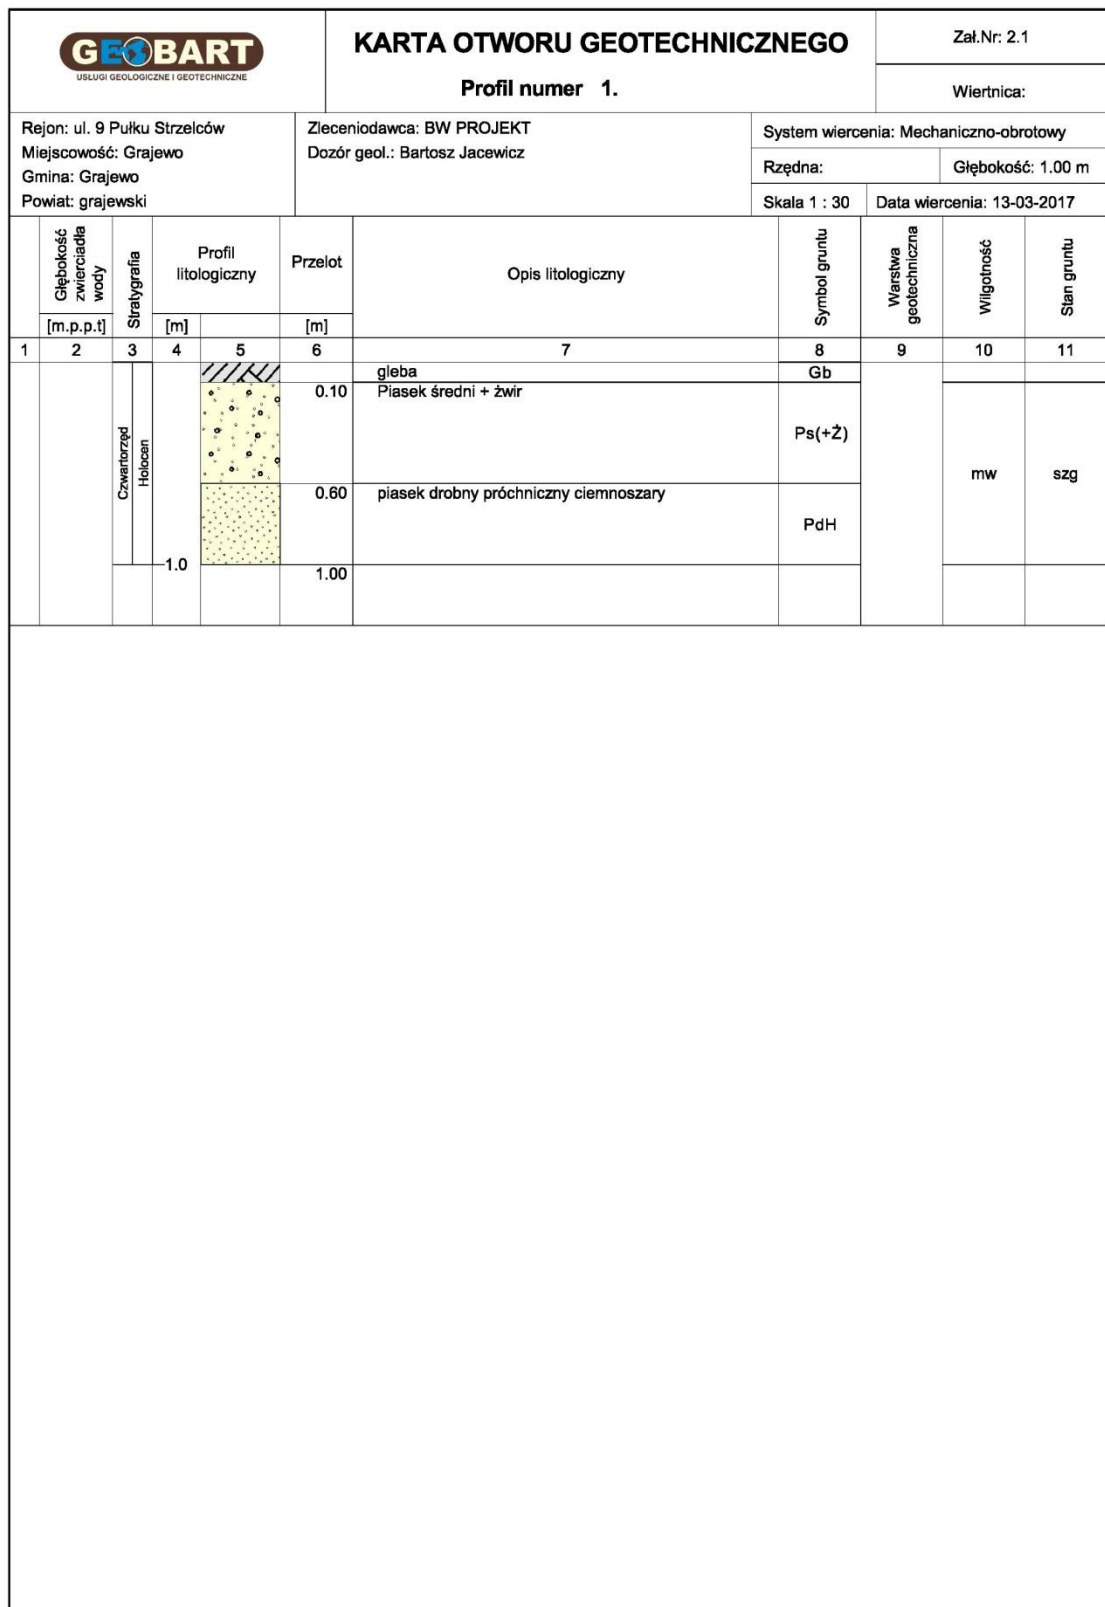 GEOBART
USŁUGI GEOLOGICZNE I GEOTECHNICZNE
KARTA OTWORU GEOTECHNICZNEGO
Profil numer 1.
Zał.Nr: 2.1
Wiertnica:
Rejon: ul. 9 Pułku Strzelców
Miejscowość: Grajewo
Gmina: Grajewo
Powiat: grajewski
Zleceniodawca: BW PROJEKT
Dozór geol.: Bartosz Jacewicz
System wiercenia: Mechaniczno-obrotowy
Rzędna:
Głębokość: 1.00 m
Skala 1 : 30
Data wiercenia: 13-03-2017
Głębokość
zwierciadła
wody
[m.p.p.t]
Stratygrafia
Profil
litologiczny
[m]
Przelot
[m]
Opis litologiczny
Symbol gruntu
Warstwa
geotechniczna
Wilgotność
Stan gruntu
1 2 3 4 5 6 7 8 9 10 11
gleba Gb
0.10 Piasek średni + żwir
Ps(+Ż)
Czwartorzęd
Holocen
mw szg
0.60 piasek drobny próchniczny ciemnoszary
PdH
1.0
1.00